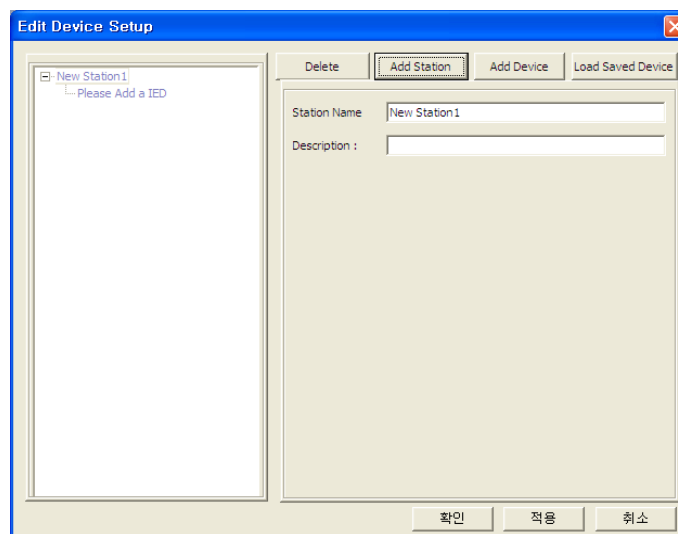 Edit Device Setup
New Station1
Please Add a IED
Delete
Add Station
Add Device
Load Saved Device
Station Name
New Station1
Description :
확인
적용
취소